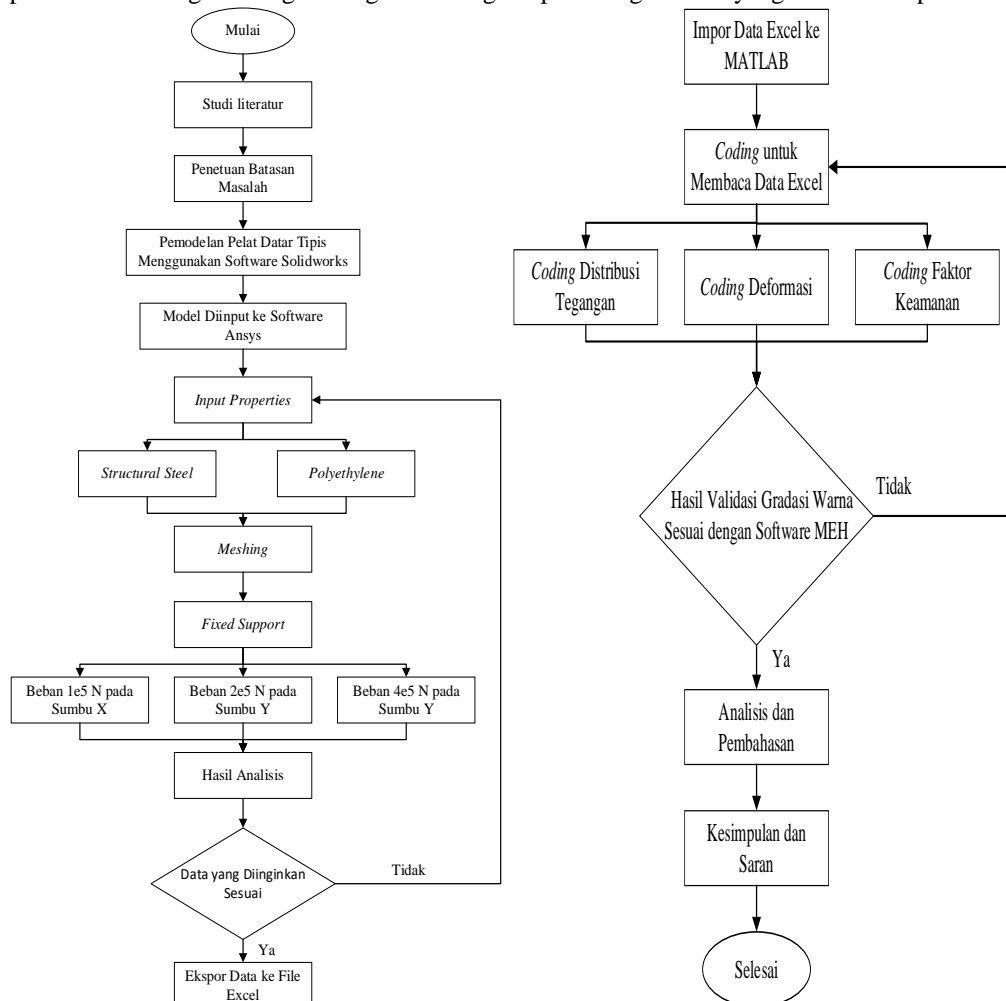 Mulai
Studi literatur
Penetuan Batasan
Masalah
Pemodelan Pelat Datar Tipis
Menggunakan Software Solidworks
Model Diinput ke Software
Ansys
Input Properties
Structural Steel
Polyethylene
Meshing
Fixed Support
Beban 1e5 N pada
Sumbu X
Beban 2e5 N pada
Sumbu Y
Beban 4e5 N pada
Sumbu Y
Hasil Analisis
Data yang Diinginkan
Sesuai
Tidak
Ya
Ekspor Data ke File
Excel
Impor Data Excel ke
MATLAB
Coding untuk
Membaca Data Excel
Coding Distribusi
Tegangan
Coding Deformasi
Coding Faktor
Keamanan
Hasil Validasi Gradasi Warna
Sesuai dengan Software MEH
Tidak
Ya
Analisis dan
Pembahasan
Kesimpulan dan
Saran
Selesai